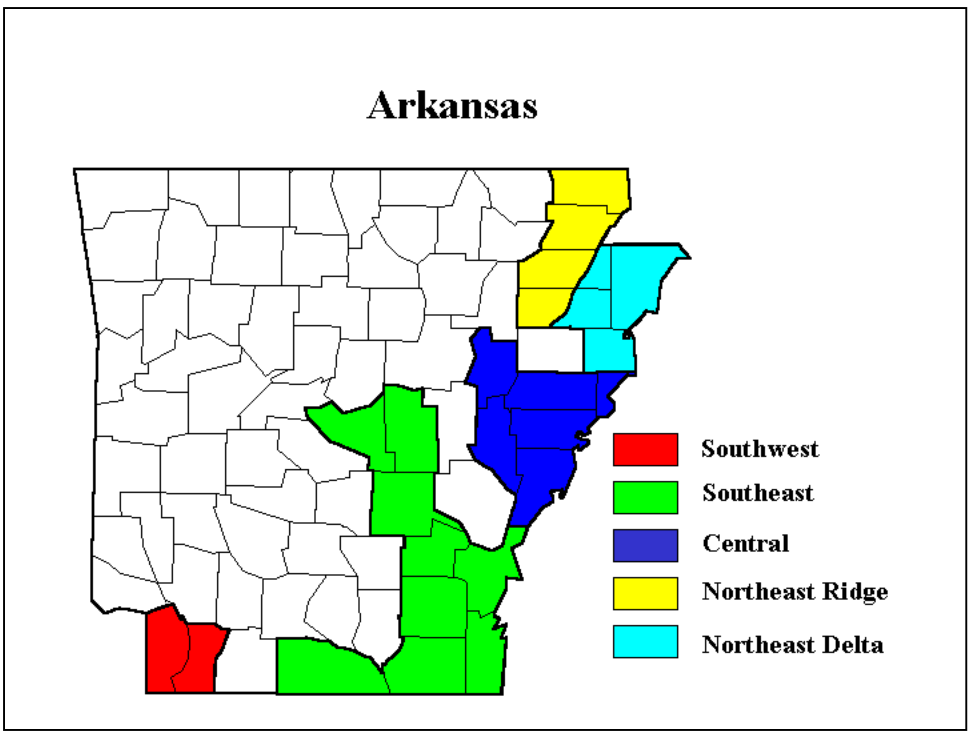 Arkansas
Southwest
Southeast
Central
Northeast Ridge
Northeast Delta